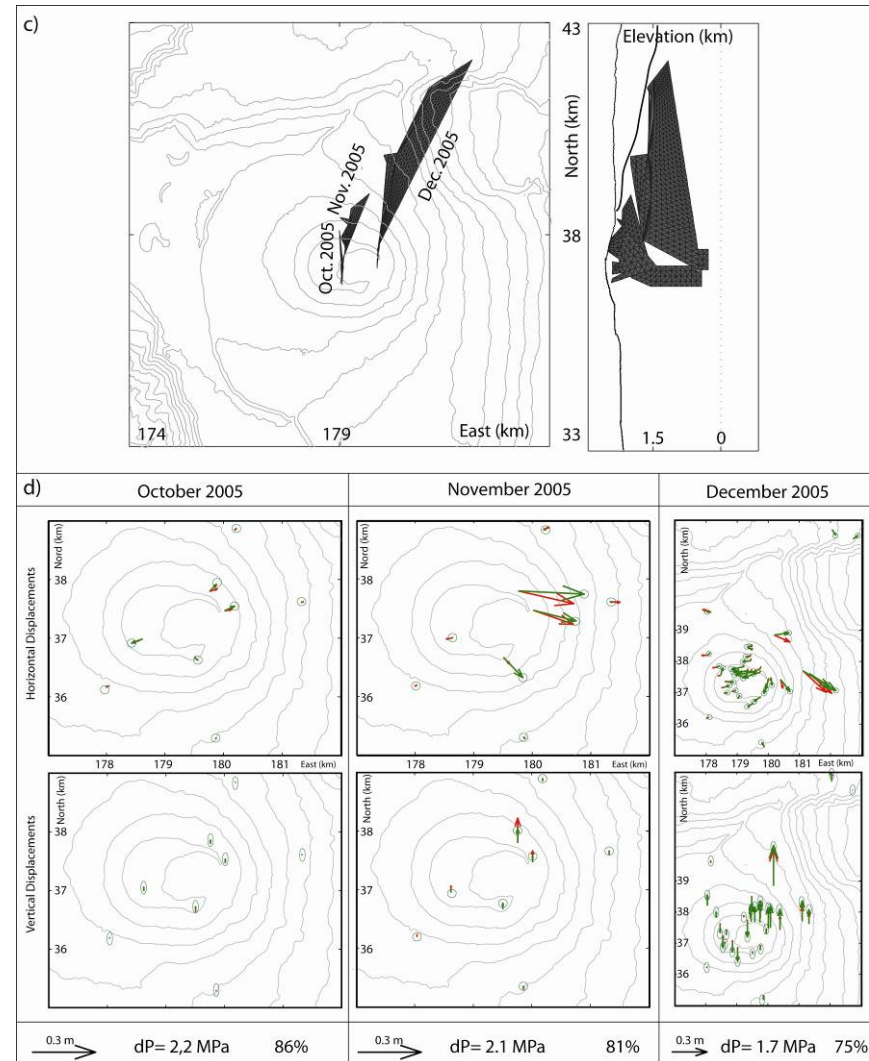 c)
Elevation (km)
43
North (km)
38
33
Oct. 2005
Nov. 2005
Dec. 2005
174
179
East (km)
1.5
0
d)
October 2005
November 2005
December 2005
Horizontal Displacements
Nord (km)
38
37
36
178
179
180
181
East (km)
Nord (km)
38
37
36
178
179
180
181
East (km)
North (km)
39
38
37
36
35
178
179
180
181
East (km)
Vertical Displacements
North (km)
38
37
36
North (km)
38
37
36
North (km)
39
38
37
36
35
0.3 m
dP= 2,2 MPa
86%
0.3 m
dP= 2.1 MPa
81%
0.3 m
dP= 1.7 MPa
75%